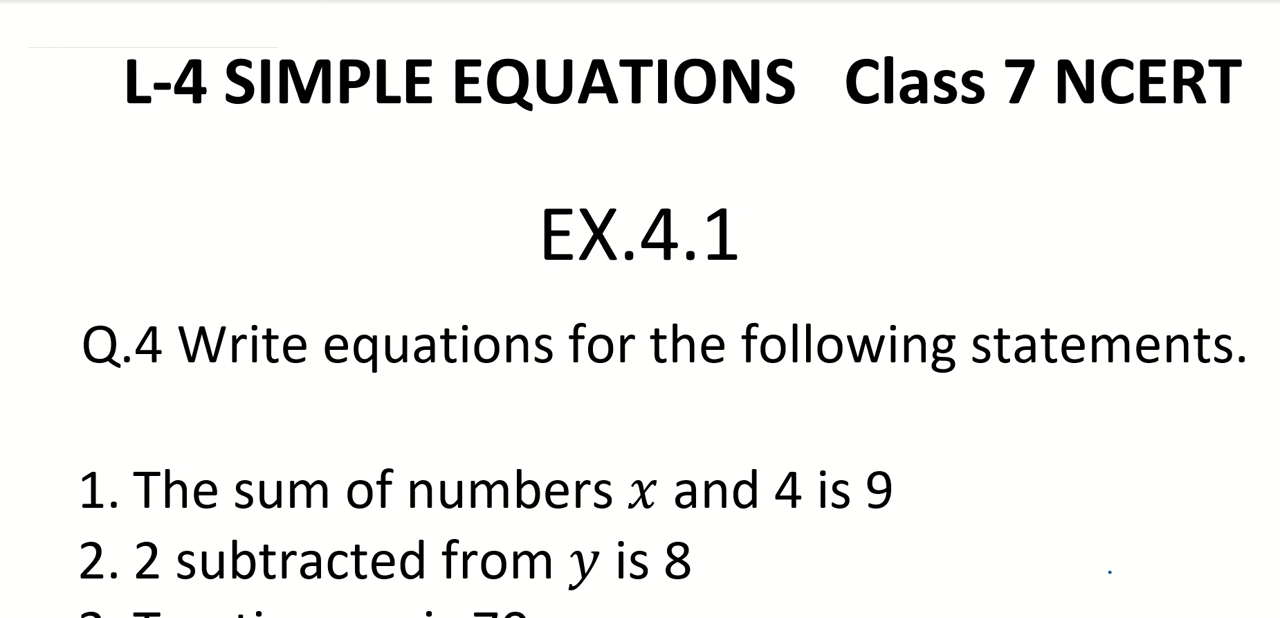 L-4 SIMPLE EQUATIONS Class 7 NCERT
EX.4.1
Q.4 Write equations for the following statements.
1. The sum of numbers x and 4 is 9
2. 2 subtracted from y is 8